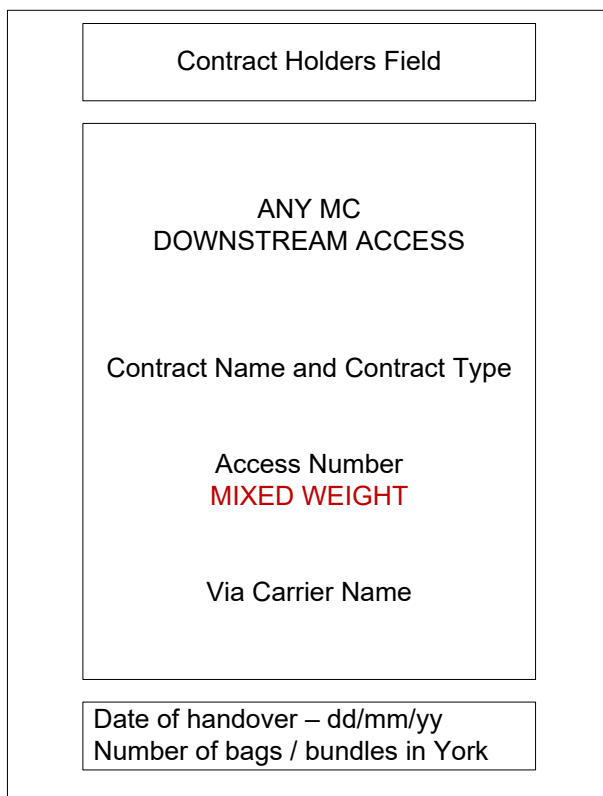 Contract Holders Field
ANY MC
DOWNSTREAM ACCESS
Contract Name and Contract Type
Access Number
MIXED WEIGHT
Via Carrier Name
Date of handover – dd/mm/yy
Number of bags / bundles in York